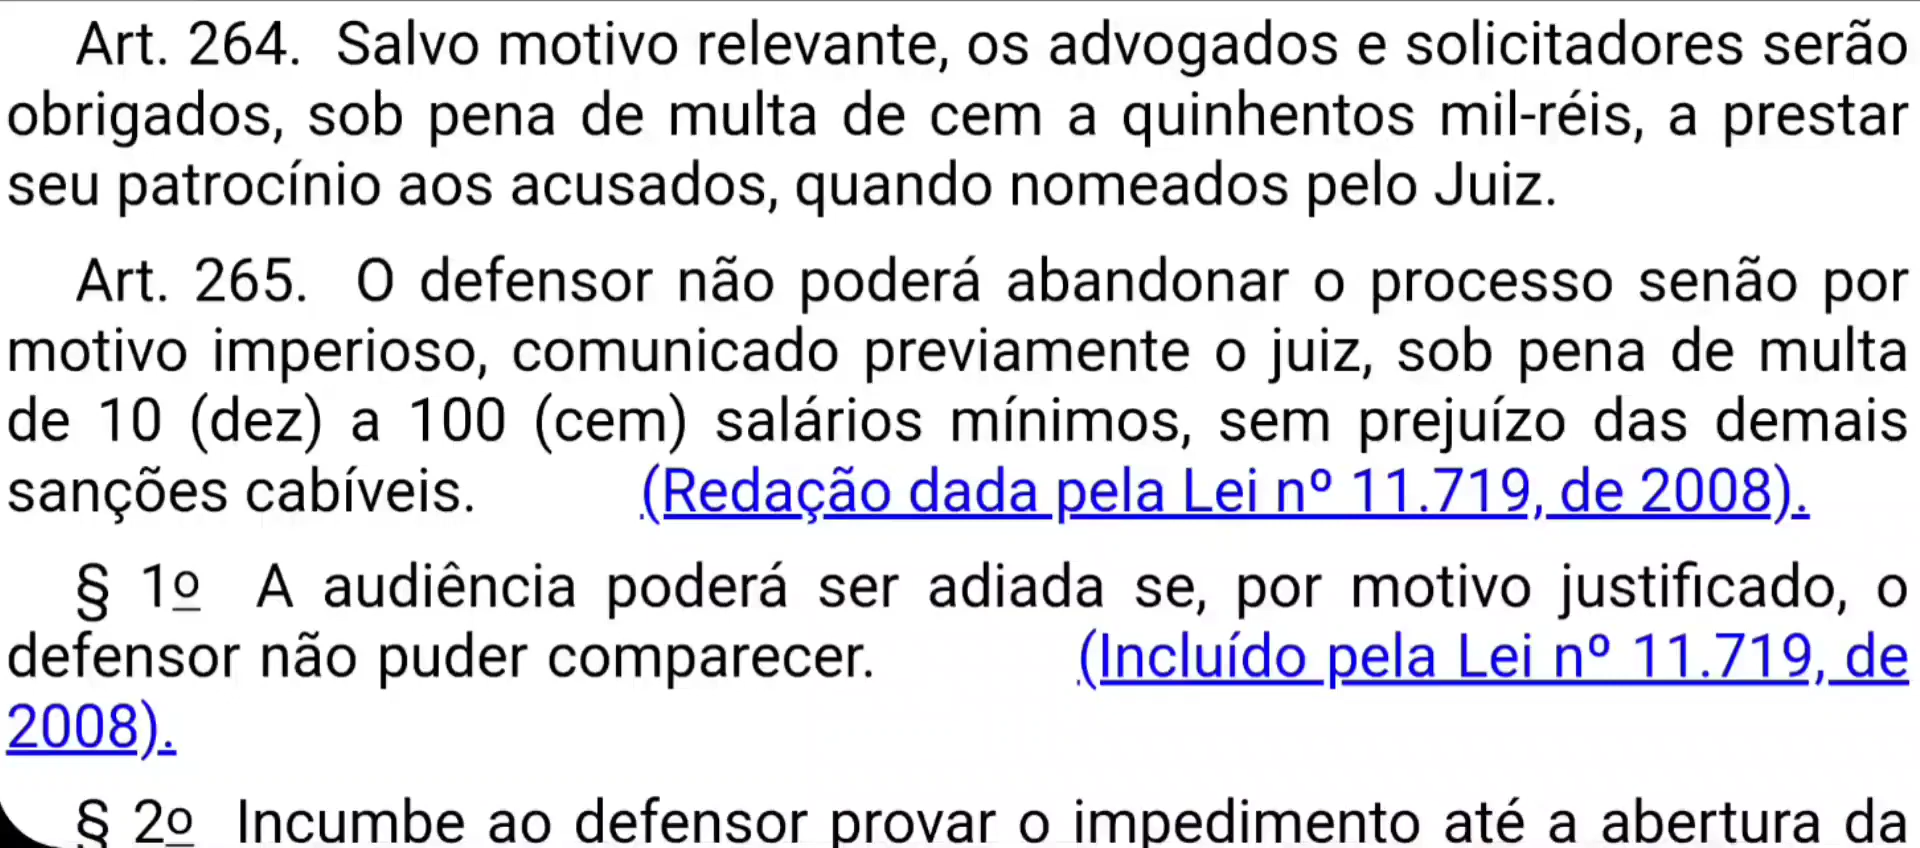 Art. 264. Salvo motivo relevante, os advogados e solicitadores serão
obrigados, sob pena de multa de cem a quinhentos mil-réis, a prestar
seu patrocínio aos acusados, quando nomeados pelo Juiz.
Art. 265. O defensor não poderá abandonar o processo senão por
motivo imperioso, comunicado previamente o juiz, sob pena de multa
de 10 (dez) a 100 (cem) salários mínimos, sem prejuízo das demais
sanções cabíveis. (Redação dada pela Lei nº 11.719, de 2008).
§ 1º A audiência poderá ser adiada se, por motivo justificado, o
defensor não puder comparecer. (Incluído pela Lei nº 11.719, de
2008).
§ 2º Incumbe ao defensor provar o impedimento até a abertura da